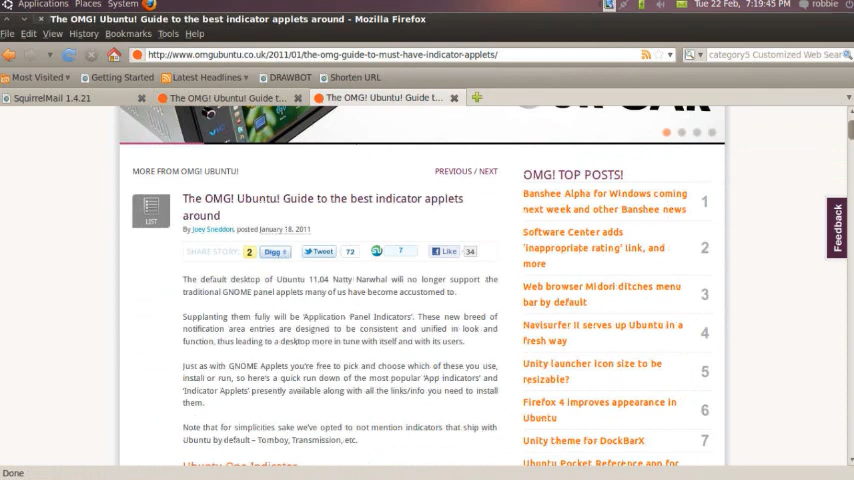 Applications Places System
Tue 22 Feb, 7:19:45 PM robbie
The OMG! Ubuntu! Guide to the best indicator applets around - Mozilla Firefox
File Edit View History Bookmarks Tools Help
http://www.omgubuntu.co.uk/2011/01/the-omg-guide-to-must-have-indicator-applets/
category5 Customized Web Sear
Most Visited Getting Started Latest Headlines DRAWBOT Shorten URL
SquirrelMail 1.4.21
The OMG! Ubuntu! Guide t...
The OMG! Ubuntu! Guide t...
MORE FROM OMG! UBUNTU!
PREVIOUS / NEXT
LIST
The OMG! Ubuntu! Guide to the best indicator applets
around
By Joey Sneddon, posted January 18, 2011
SHARE STORY: 2 Digg Tweet 72 7 Like 34
The default desktop of Ubuntu 11.04 Natty Narwhal will no longer support the
traditional GNOME panel applets many of us have become accustomed to.
Supplanting them fully will be 'Application Panel Indicators'. These new breed of
notification area entries are designed to be consistent and unified in look and
function, thus leading to a desktop more in tune with itself and with its users.
Just as with GNOME Applets you're free to pick and choose which of these you use,
install or run, so here's a quick run down of the most popular 'App Indicators' and
'Indicator Applets' presently available along with all the links/info you need to install
them.
Note that for simplicities sake we've opted to not mention indicators that ship with
Ubuntu by default – Tomboy, Transmission, etc.
Ubuntu One Indicator
OMG! TOP POSTS!
Banshee Alpha for Windows coming
next week and other Banshee news
1
Software Center adds
'inappropriate rating' link, and
more
2
Web browser Midori ditches menu
bar by default
3
Navisurfer II serves up Ubuntu in a
fresh way
4
Unity launcher icon size to be
resizable?
5
Firefox 4 improves appearance in
Ubuntu
6
Unity theme for DockBarX
7
Ubuntu Pocket Reference app for
Feedback
Done